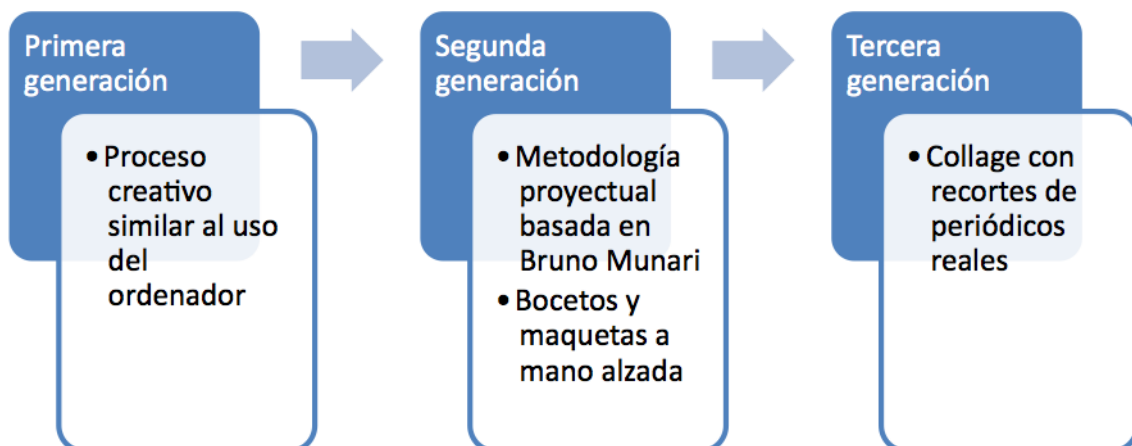 Primera
generación
• Proceso
creativo
similar al uso
del
ordenador
Segunda
generación
• Metodología
proyectual
basada en
Bruno Munari
• Bocetos y
maquetas a
mano alzada
Tercera
generación
• Collage con
recortes de
periódicos
reales